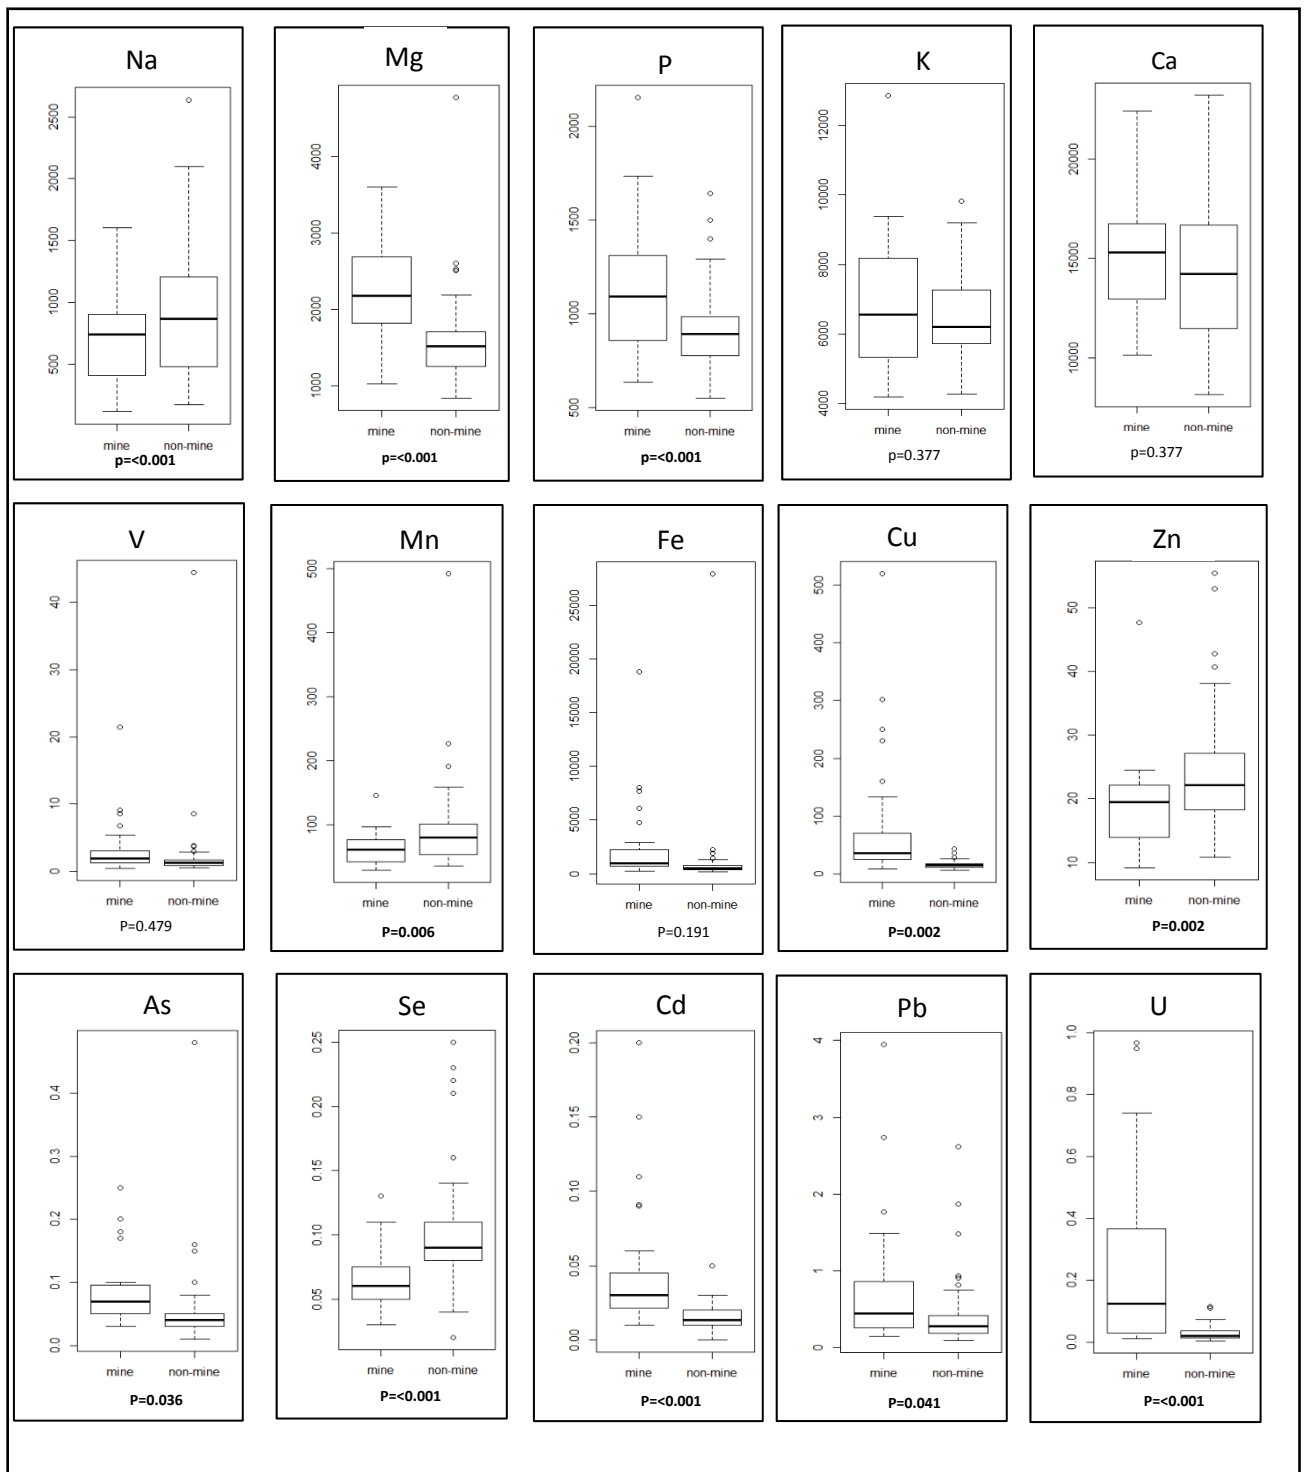 Na
Mg
P
K
Ca
500 1000 1500 2000 2500
1000 2000 3000 4000
500 1000 1500 2000
4000 6000 8000 10000 12000
10000 15000 20000
mine non-mine
mine non-mine
mine non-mine
mine non-mine
mine non-mine
p=<0.001
p=<0.001
p=<0.001
p=0.377
p=0.377
V
Mn
Fe
Cu
Zn
0 10 20 30 40
100 200 300 400 500
0 5000 10000 15000 20000 25000
0 100 200 300 400 500
10 20 30 40 50
mine non-mine
mine non-mine
mine non-mine
mine non-mine
mine non-mine
P=0.479
P=0.006
P=0.191
P=0.002
P=0.002
As
Se
Cd
Pb
U
0.0 0.1 0.2 0.3 0.4
0.05 0.10 0.15 0.20 0.25
0.00 0.05 0.10 0.15 0.20
0 1 2 3 4
0.0 0.2 0.4 0.6 0.8 1.0
mine non-mine
mine non-mine
mine non-mine
mine non-mine
mine non-mine
P=0.036
P=<0.001
P=<0.001
P=0.041
P=<0.001